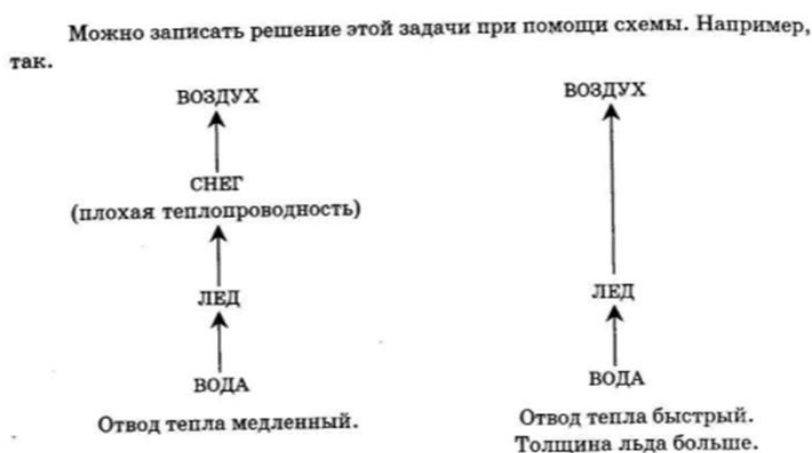 Можно записать решение этой задачи при помощи схемы. Например,
так.
ВОЗДУХ
СНЕГ
(плохая теплопроводность)
ЛЕД
ВОДА
Отвод тепла медленный.
ВОЗДУХ
ЛЕД
ВОДА
Отвод тепла быстрый.
Толщина льда больше.